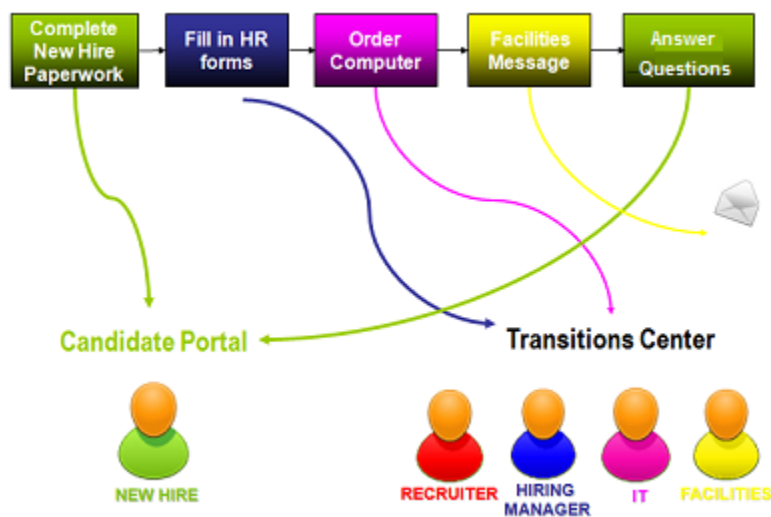 Complete
New Hire
Paperwork
Fill in HR
forms
Order
Computer
Facilities
Message
Answer
Questions
Candidate Portal
Transitions Center
NEW HIRE
RECRUITER
HIRING
MANAGER
IT
FACILITIES